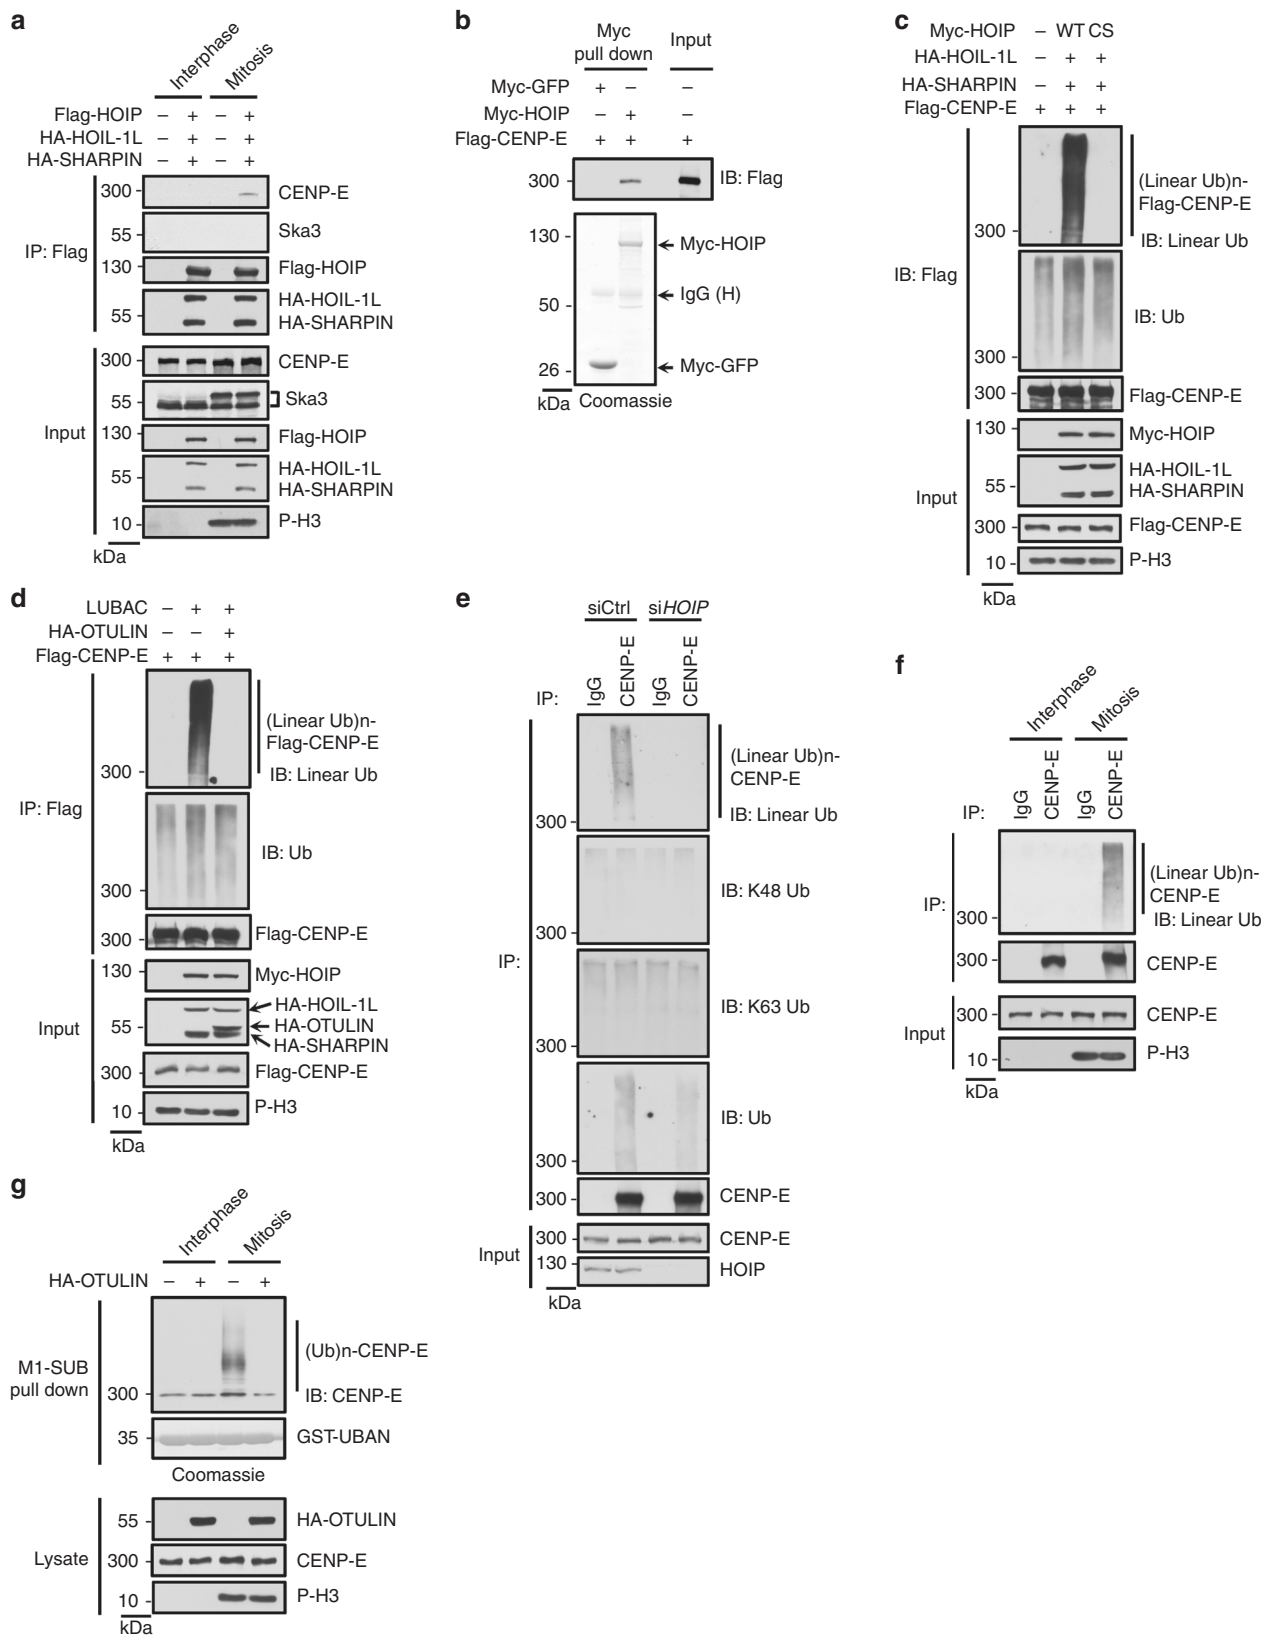 a
Interphase
Mitosis
Flag-HOIP – + – +
HA-HOIL-1L – + – +
HA-SHARPIN – + – +
IP: Flag
300 CENP-E
55 Ska3
130 Flag-HOIP
HA-HOIL-1L
55 HA-SHARPIN
Input
300 CENP-E
55 Ska3
130 Flag-HOIP
HA-HOIL-1L
55 HA-SHARPIN
10 P-H3
kDa
b
Myc
pull down
Input
Myc-GFP + – –
Myc-HOIP – + –
Flag-CENP-E + + +
300 IB: Flag
130 Myc-HOIP
50 IgG (H)
26 Myc-GFP
kDa Coomassie
c
Myc-HOIP – WT CS
HA-HOIL-1L – + +
HA-SHARPIN – + +
Flag-CENP-E + + +
IB: Flag
(Linear Ub)n-
Flag-CENP-E
300 IB: Linear Ub
IB: Ub
300
300 Flag-CENP-E
Input
130 Myc-HOIP
HA-HOIL-1L
55 HA-SHARPIN
300 Flag-CENP-E
10 P-H3
kDa
d
LUBAC – + +
HA-OTULIN – – +
Flag-CENP-E + + +
IP: Flag
(Linear Ub)n-
Flag-CENP-E
300 IB: Linear Ub
IB: Ub
300
300 Flag-CENP-E
Input
130 Myc-HOIP
HA-HOIL-1L
55 HA-OTULIN
HA-SHARPIN
300 Flag-CENP-E
10 P-H3
kDa
e
siCtrl siHOIP
IP: IgG CENP-E IgG CENP-E
IP:
(Linear Ub)n-
CENP-E
300 IB: Linear Ub
IB: K48 Ub
300
IB: K63 Ub
300
IB: Ub
300
300 CENP-E
Input
300 CENP-E
130 HOIP
kDa
f
Interphase
Mitosis
IP: IgG CENP-E IgG CENP-E
IP:
(Linear Ub)n-
CENP-E
300 IB: Linear Ub
300 CENP-E
Input
300 CENP-E
10 P-H3
kDa
g
Interphase
Mitosis
HA-OTULIN – + – +
M1-SUB
pull down
(Ub)n-CENP-E
300 IB: CENP-E
35 GST-UBAN
Coomassie
Lysate
55 HA-OTULIN
300 CENP-E
10 P-H3
kDa